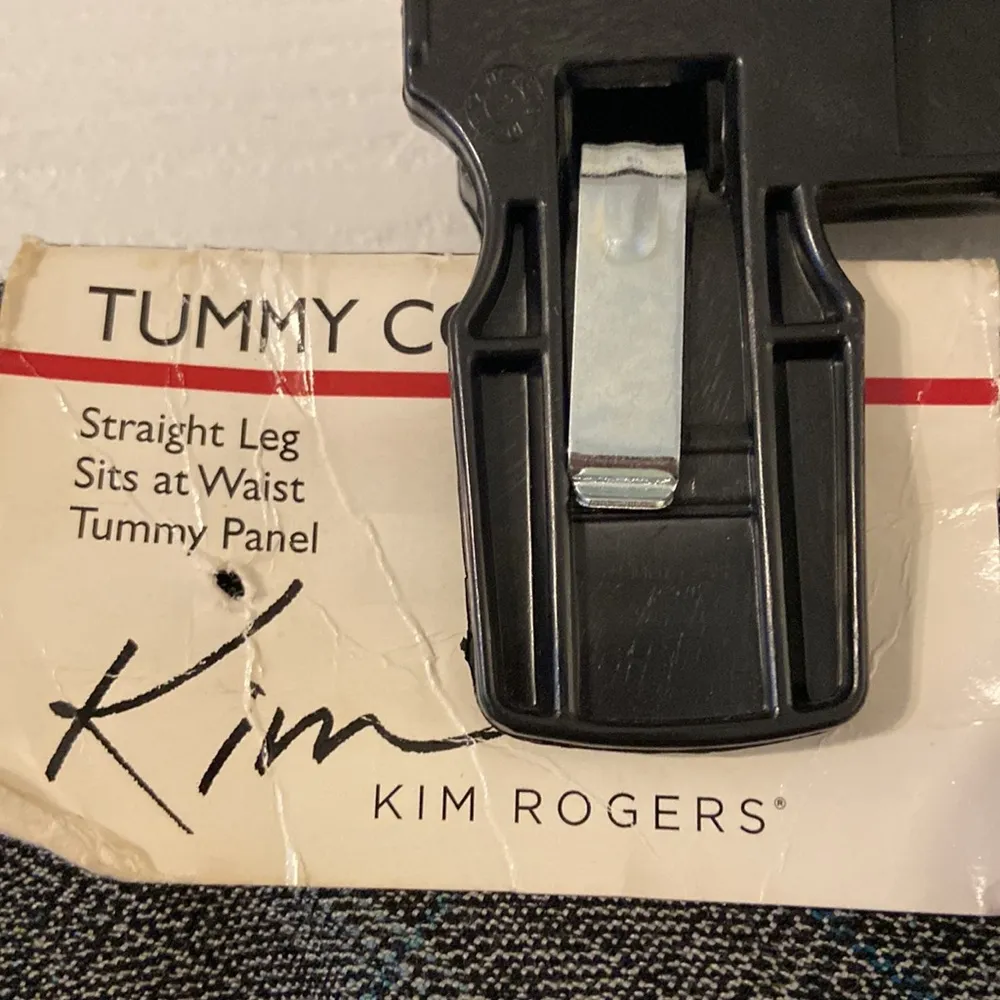 TUMMY
Straight Leg
Sits at Waist
Tummy Panel
Kim
KIM ROGERS®